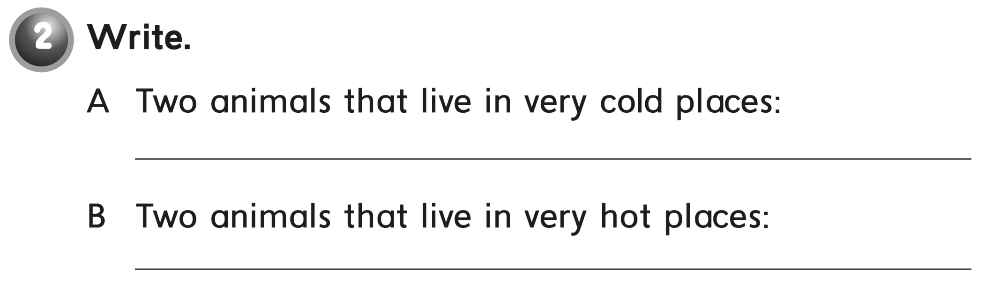 2 Write.
A Two animals that live in very cold places:
B Two animals that live in very hot places: